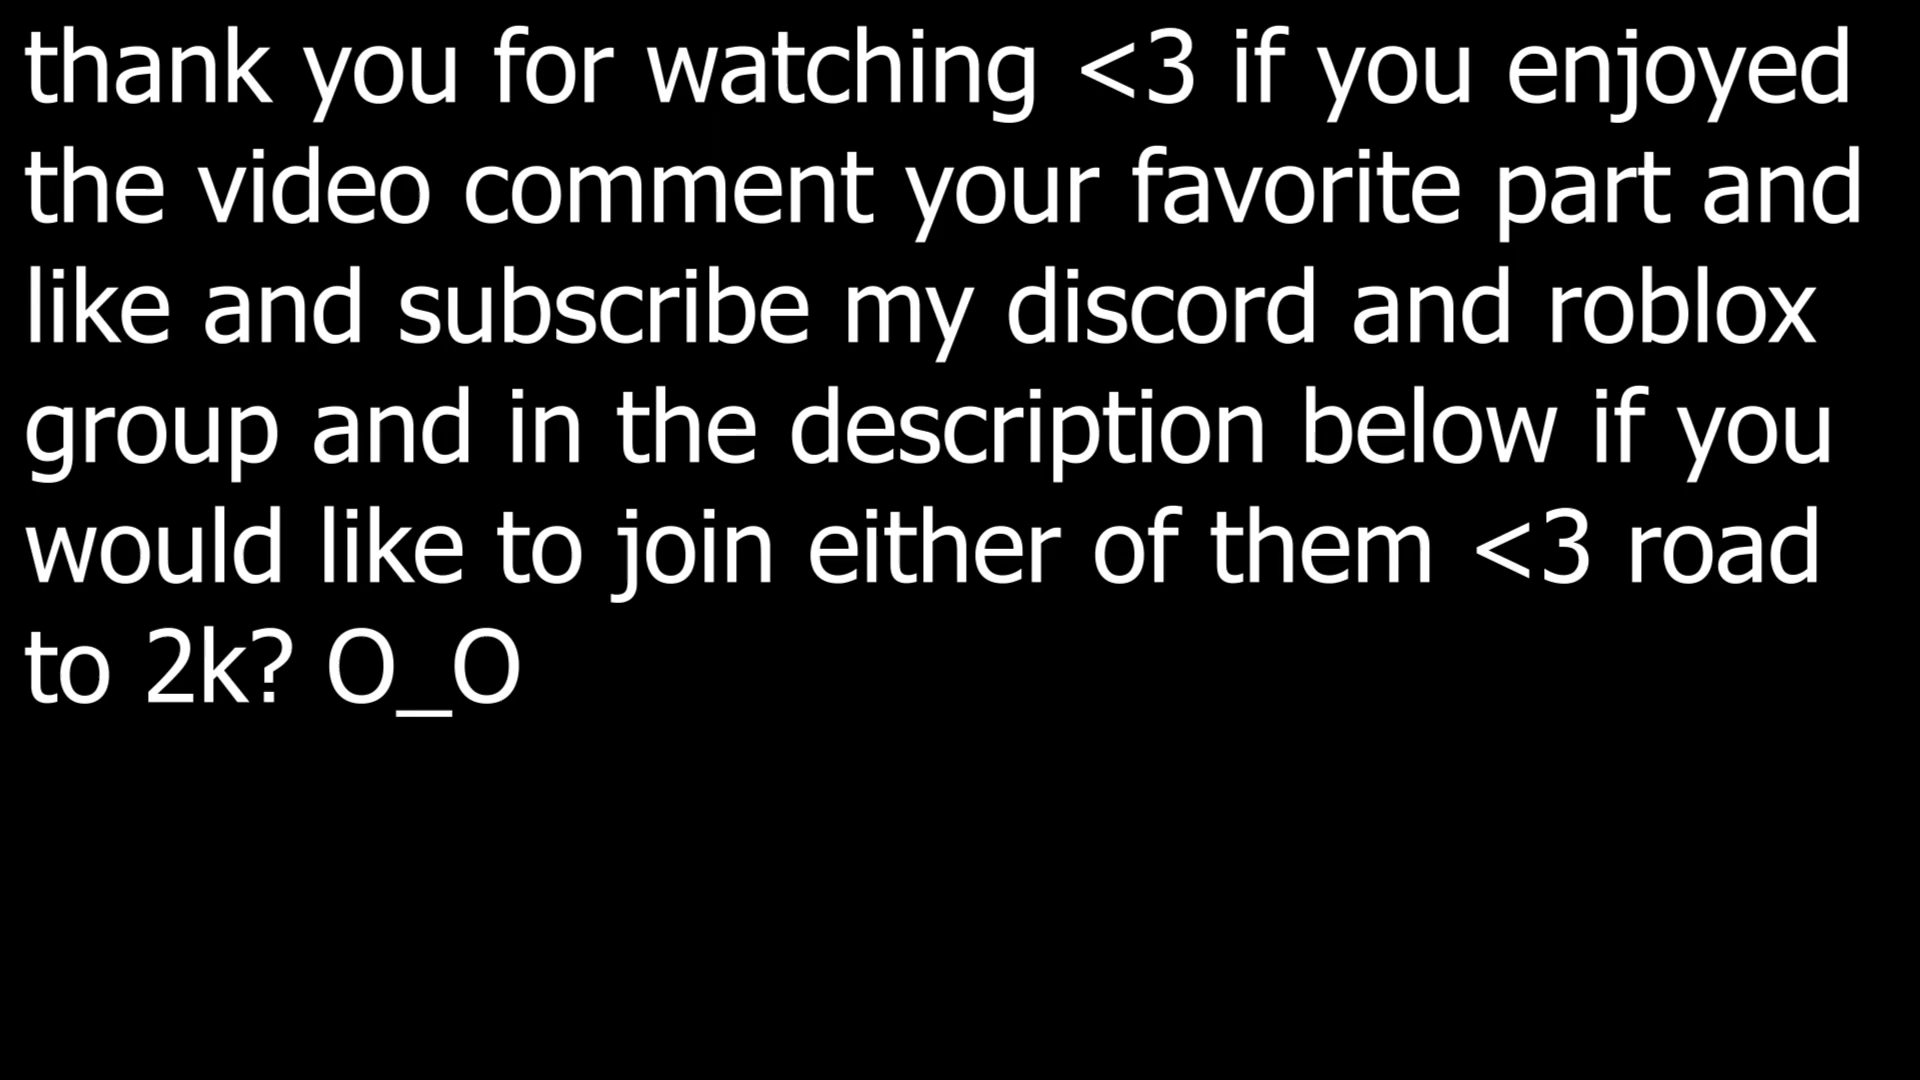 thank you for watching <3 if you enjoyed
the video comment your favorite part and
like and subscribe my discord and roblox
group and in the description below if you
would like to join either of them <3 road
to 2k? O_O